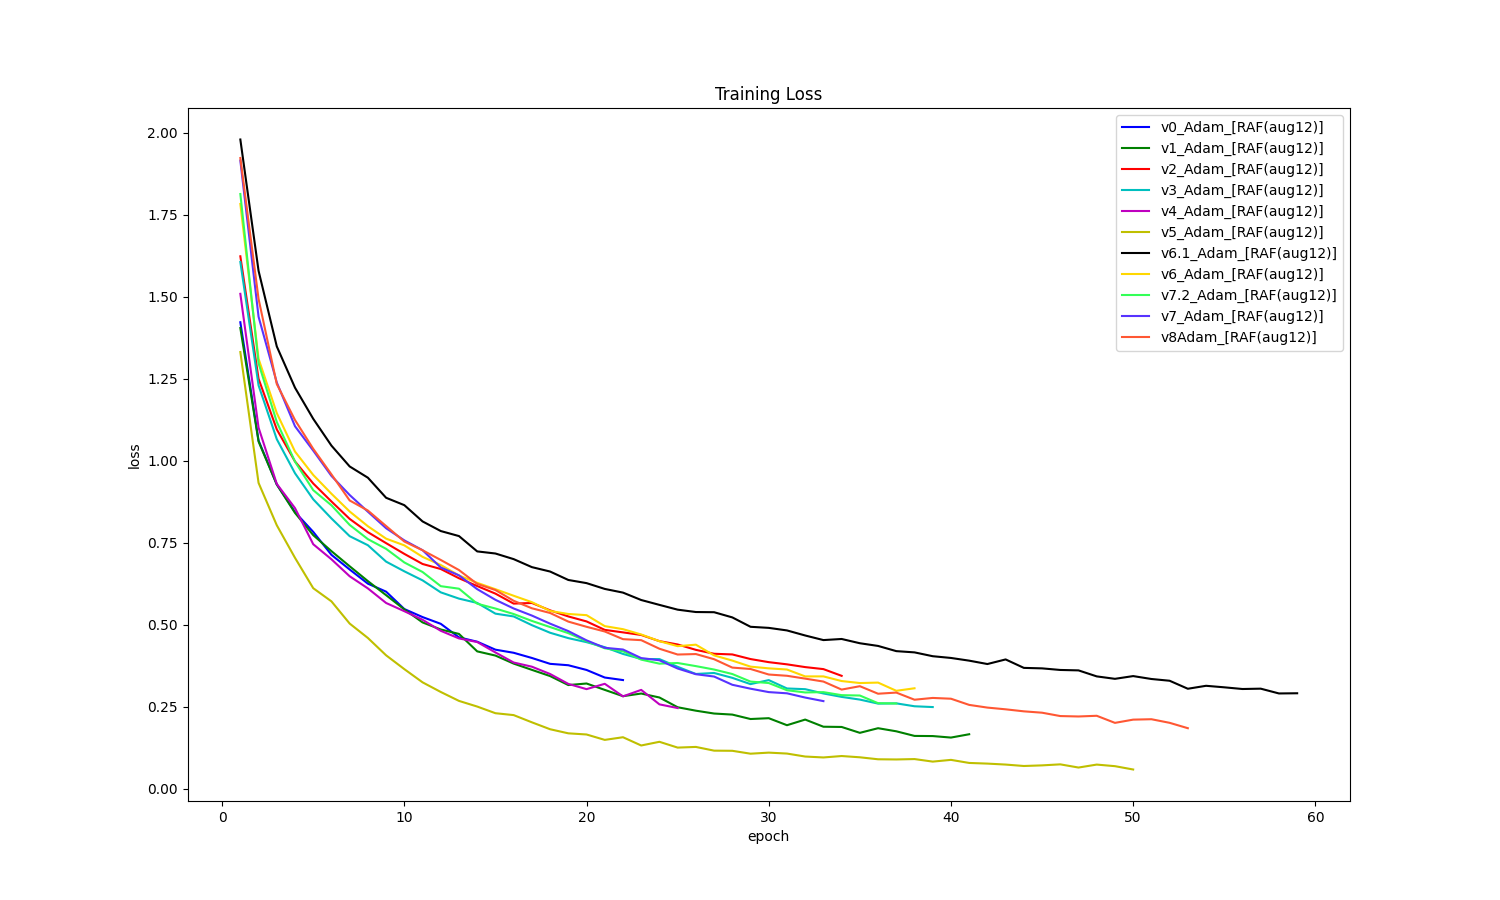 Training Loss
2.00
1.75
1.50
1.25
1.00
0.75
0.50
0.25
0.00
loss
v0_Adam_[RAF(aug12)]
v1_Adam_[RAF(aug12)]
v2_Adam_[RAF(aug12)]
v3_Adam_[RAF(aug12)]
v4_Adam_[RAF(aug12)]
v5_Adam_[RAF(aug12)]
v6.1_Adam_[RAF(aug12)]
v6_Adam_[RAF(aug12)]
v7.2_Adam_[RAF(aug12)]
v7_Adam_[RAF(aug12)]
v8Adam_[RAF(aug12)]
0 10 20 30 40 50 60
epoch